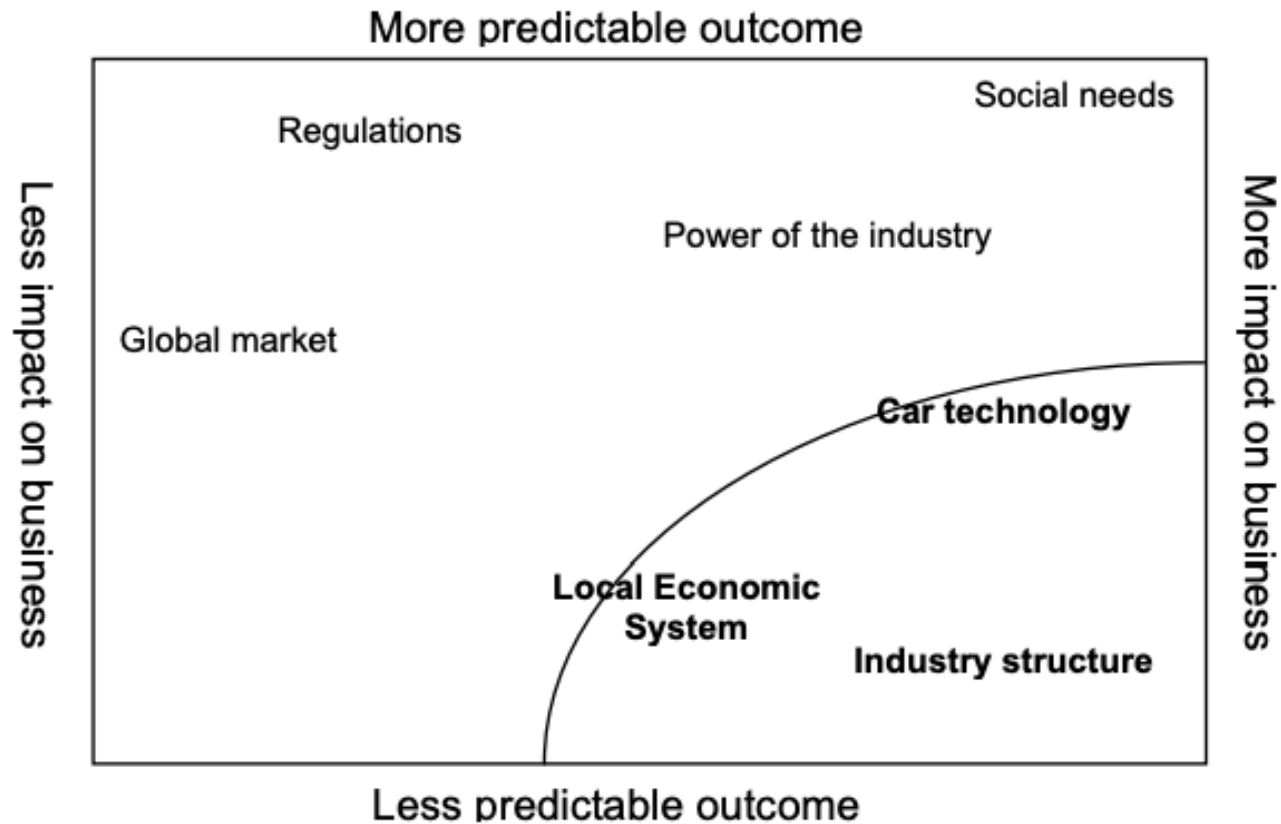 More predictable outcome
Social needs
Regulations
Less impact on business
More impact on business
Power of the industry
Global market
Car technology
Local Economic
System
Industry structure
Less predictable outcome